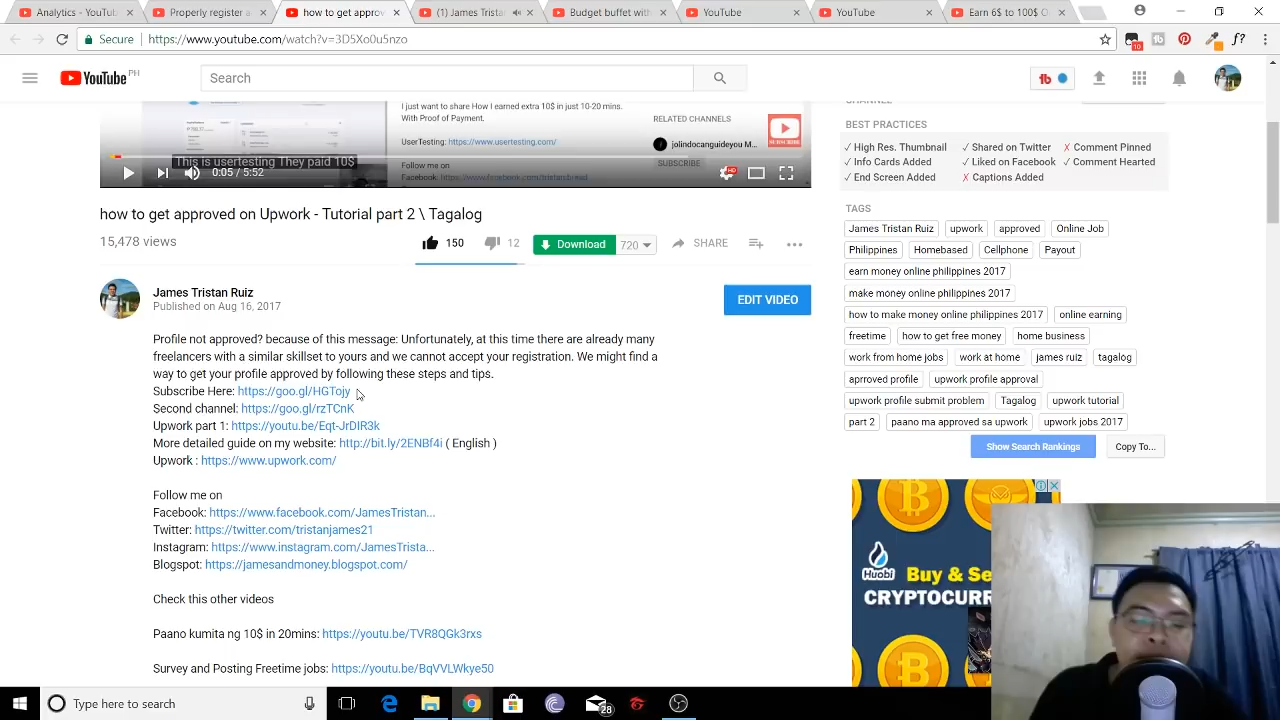 Analytics - YouTub
Properly register a
how to get approv
(1) James Trista
Budget buffet with
YouTube
YouTube
Earn 6$ to 100$ O
Secure
https://www.youtube.com/watch?v=3D5Xo0u5nzo
10
f?
YouTube PH
Search
tb
I just want to share How I earned extra 10$ in just 10-20 mins.
With Proof of Payment.
UserTesting: https://www.usertesting.com/
Follow me on
Facebook: https://www.facebook.com/tristanbread
RELATED CHANNELS
jolindocanguideyou M...
SUBSCRIBE
This is usertesting They paid 10$
0:05 / 5:52
HD
CHANNEL
BEST PRACTICES
✓ High Res. Thumbnail
✓ Shared on Twitter
✗ Comment Pinned
✓ Info Cards Added
✓ Liked on Facebook
✓ Comment Hearted
✓ End Screen Added
✗ Captions Added
how to get approved on Upwork - Tutorial part 2 \ Tagalog
15,478 views
150
12
Download
720
SHARE
James Tristan Ruiz
Published on Aug 16, 2017
EDIT VIDEO
Profile not approved? because of this message: Unfortunately, at this time there are already many
freelancers with a similar skillset to yours and we cannot accept your registration. We might find a
way to get your profile approved by following these steps and tips.
Subscribe Here: https://goo.gl/HGTojy
Second channel: https://goo.gl/rzTCnK
Upwork part 1: https://youtu.be/Eqt-JrDIR3k
More detailed guide on my website: http://bit.ly/2ENBf4i ( English )
Upwork : https://www.upwork.com/
Follow me on
Facebook: https://www.facebook.com/JamesTristan...
Twitter: https://twitter.com/tristanjames21
Instagram: https://www.instagram.com/JamesTrista...
Blogspot: https://jamesandmoney.blogspot.com/
Check this other videos
Paano kumita ng 10$ in 20mins: https://youtu.be/TVR8QGk3rxs
Survey and Posting Freetime jobs: https://youtu.be/BqVVLWkye50
TAGS
James Tristan Ruiz
upwork
approved
Online Job
Philippines
Homebased
Cellphone
Payout
earn money online philippines 2017
make money online philippines 2017
how to make money online philippines 2017
online earning
freetime
how to get free money
home business
work from home jobs
work at home
james ruiz
tagalog
aprroved profile
upwork profile approval
upwork profile submit problem
Tagalog
upwork tutorial
part 2
paano ma approved sa upwork
upwork jobs 2017
Show Search Rankings
Copy To...
Huobi
Buy & Se
CRYPTOCURR
Type here to search
28